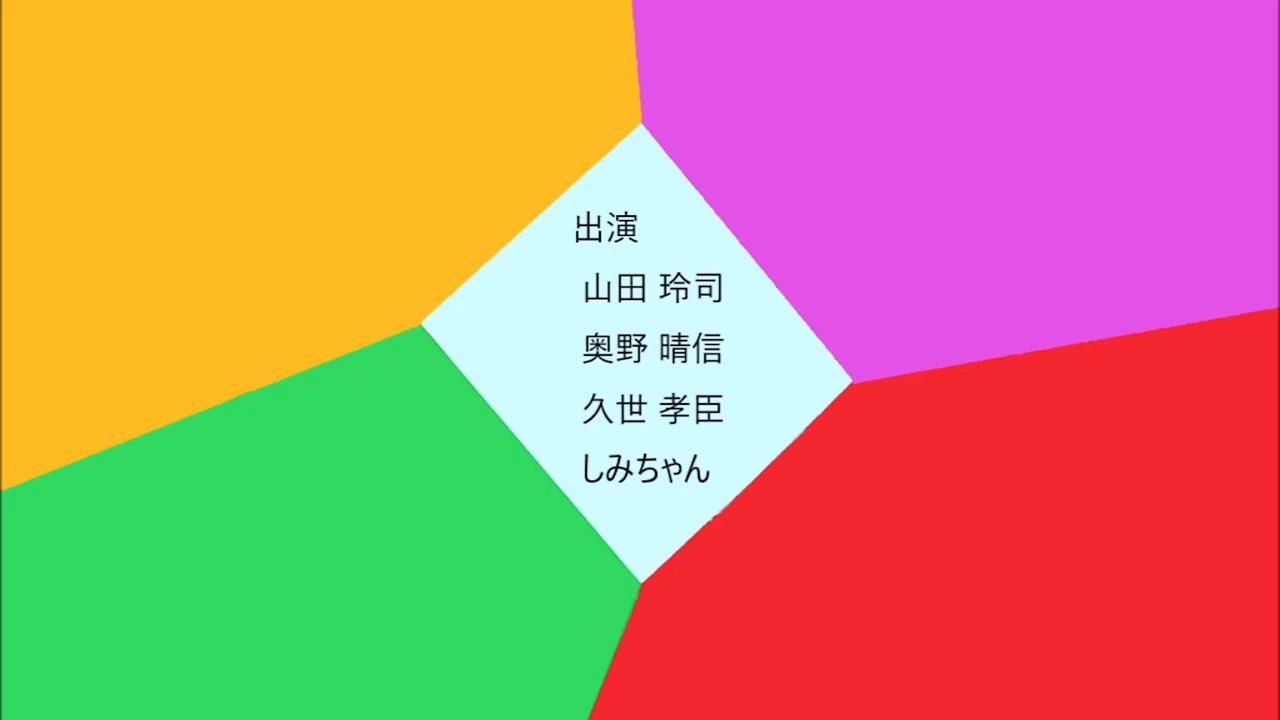 出演
山田 玲司
奥野 晴信
久世 孝臣
しみちゃん